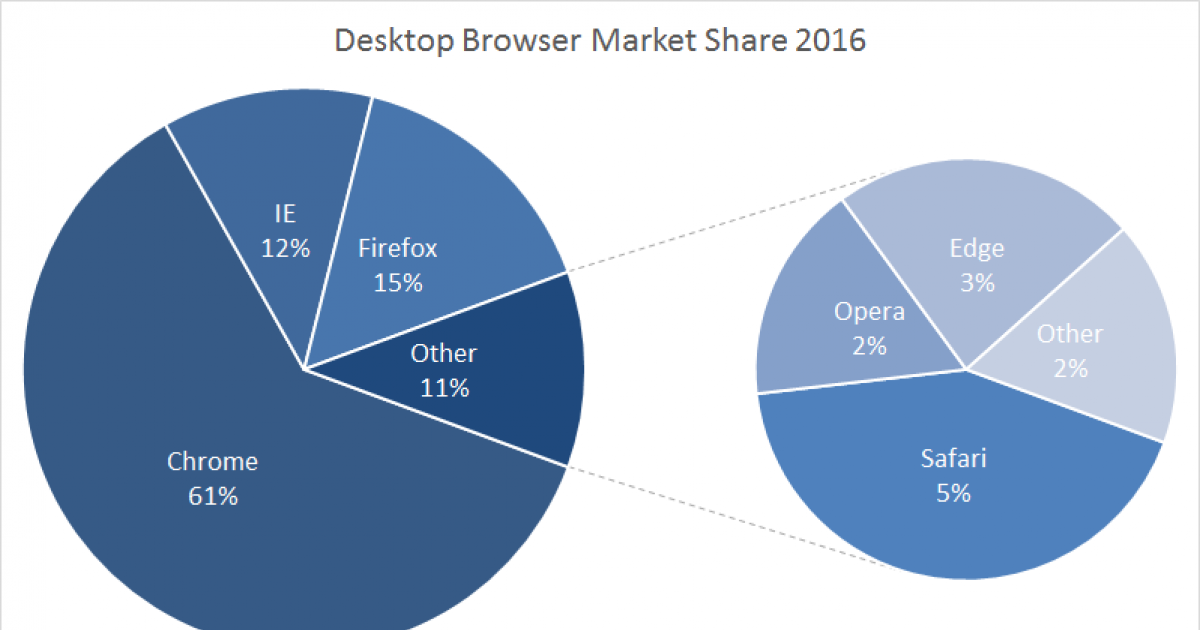 Desktop Browser Market Share 2016
IE
12%
Firefox
15%
Other
11%
Chrome
61%
Edge
3%
Opera
2%
Other
2%
Safari
5%